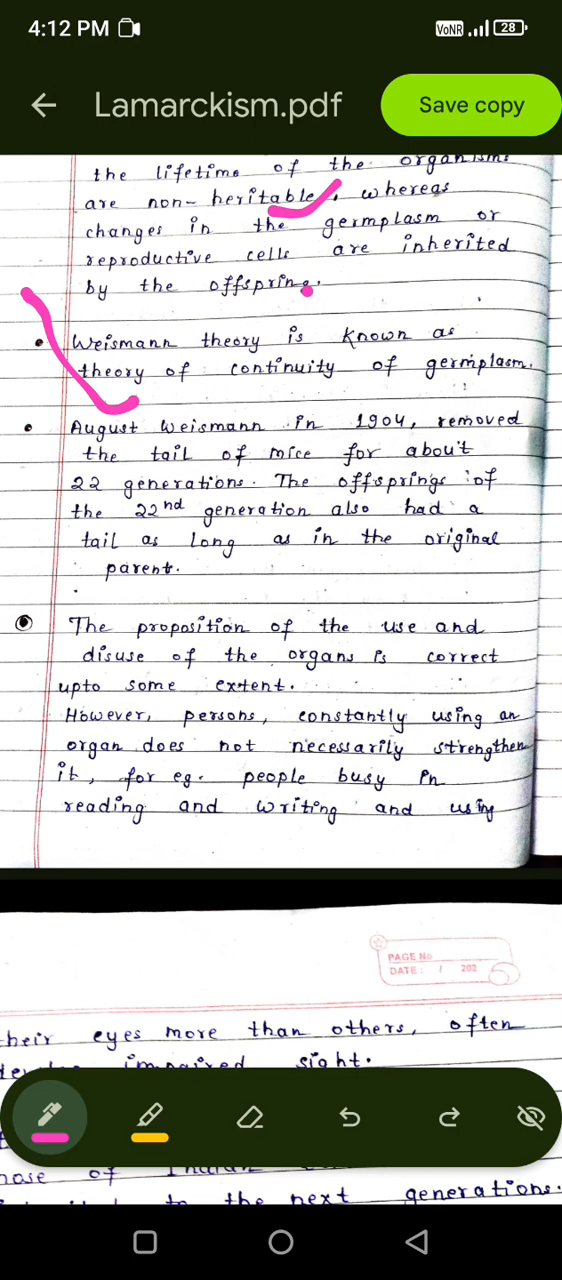 4:12 PM
VoNR
28
Lamarckism.pdf
Save copy
the lifetime of the organisms
are non-heritable, whereas
changes in the germplasm or
reproductive cells are inherited
by the offspring.
• Weismann theory is known as
theory of continuity of germplasm.
• August Weismann in 1904, removed
the tail of mice for about
22 generations. The offsprings of
the 22nd generation also had a
tail as long as in the original
parent.
The proposition of the use and
disuse of the organs is correct
upto some extent.
However, persons, constantly using an
organ does not necessarily strengthen
it, for eg. people busy in
reading and writing and using
PAGE No
DATE: / 202
their eyes more than others, often
impaired sight.
of
to the next generations.